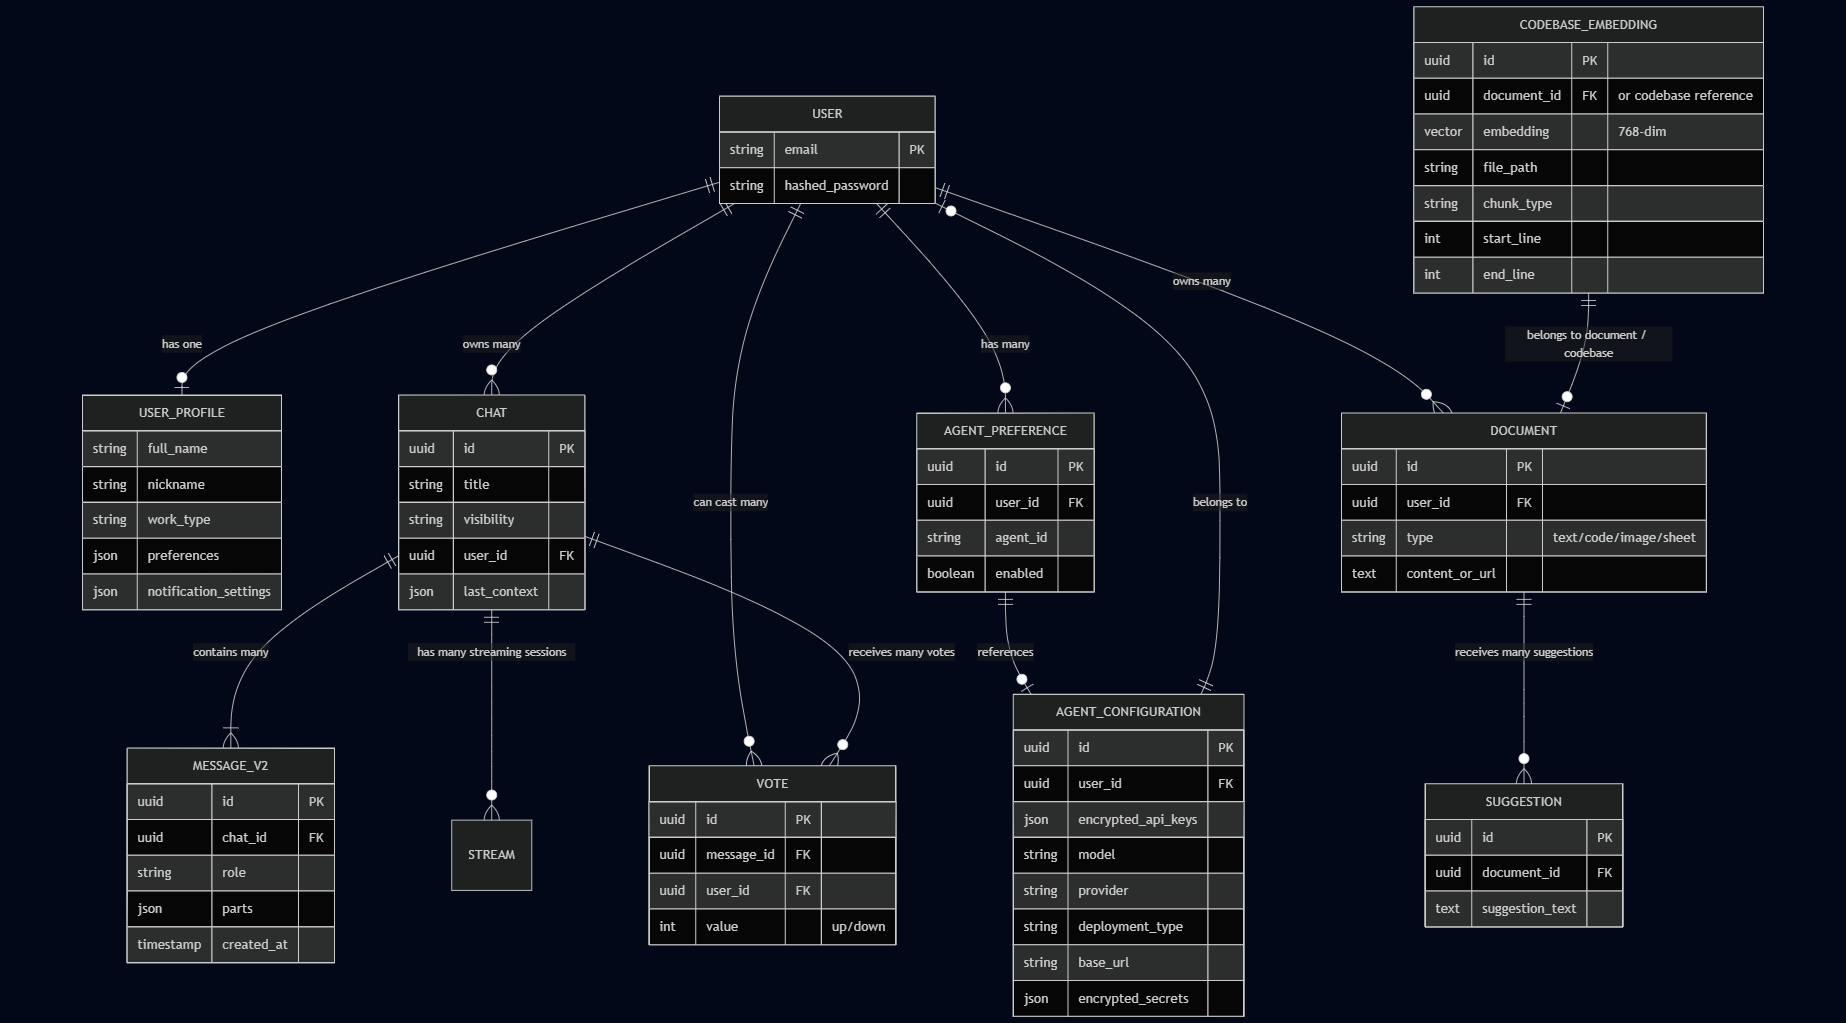 CODEBASE_EMBEDDING
uuid id PK
uuid document_id FK or codebase reference
vector embedding 768-dim
string file_path
string chunk_type
int start_line
int end_line
USER
string email PK
string hashed_password
owns many
belongs to document /
codebase
has one
owns many
has many
can cast many
belongs to
USER_PROFILE
string full_name
string nickname
string work_type
json preferences
json notification_settings
CHAT
uuid id PK
string title
string visibility
uuid user_id FK
json last_context
AGENT_PREFERENCE
uuid id PK
uuid user_id FK
string agent_id
boolean enabled
DOCUMENT
uuid id PK
uuid user_id FK
string type text/code/image/sheet
text content_or_url
contains many
has many streaming sessions
receives many votes
references
receives many suggestions
MESSAGE_V2
uuid id PK
uuid chat_id FK
string role
json parts
timestamp created_at
STREAM
VOTE
uuid id PK
uuid message_id FK
uuid user_id FK
int value up/down
AGENT_CONFIGURATION
uuid id PK
uuid user_id FK
json encrypted_api_keys
string model
string provider
string deployment_type
string base_url
json encrypted_secrets
SUGGESTION
uuid id PK
uuid document_id FK
text suggestion_text